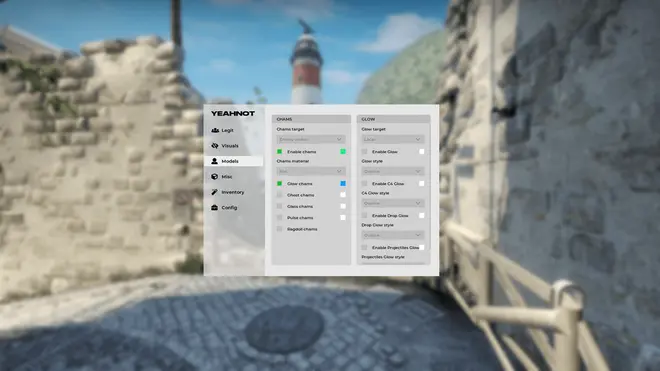 YEAHNOT
Legit
Visuals
Models
Misc
Inventory
Config
CHAMS
Chams target
Enable chams
Chams material
Glow chams
Ghost chams
Glass chams
Pulse chams
Ragdoll chams
GLOW
Glow target
Enable Glow
Glow style
Enable C4 Glow
C4 Glow style
Enable Drop Glow
Drop Glow style
Enable Projectiles Glow
Projectiles Glow style